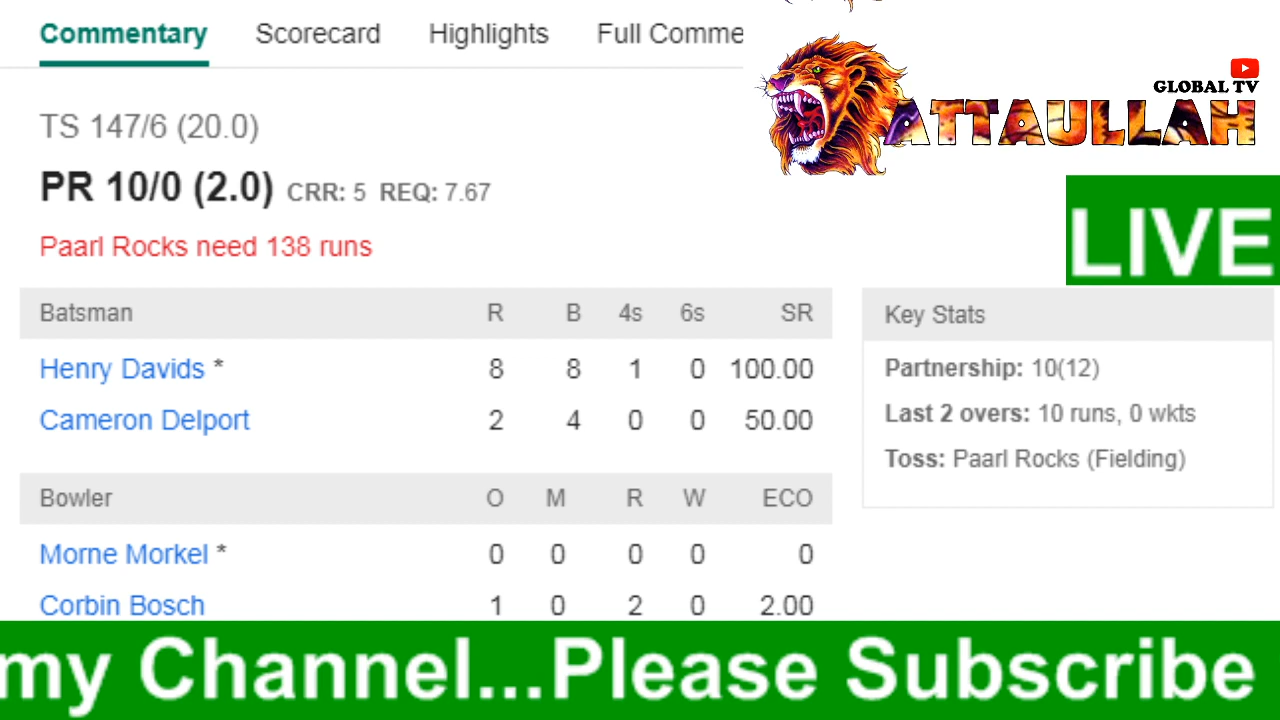 Commentary Scorecard Highlights Full Comme
GLOBAL TV
ATTAULLAH
TS 147/6 (20.0)
PR 10/0 (2.0) CRR: 5 REQ: 7.67
Paarl Rocks need 138 runs
LIVE
Batsman R B 4s 6s SR
Henry Davids * 8 8 1 0 100.00
Cameron Delport 2 4 0 0 50.00
Bowler O M R W ECO
Morne Morkel * 0 0 0 0 0
Corbin Bosch 1 0 2 0 2.00
Key Stats
Partnership: 10(12)
Last 2 overs: 10 runs, 0 wkts
Toss: Paarl Rocks (Fielding)
my Channel...Please Subscribe